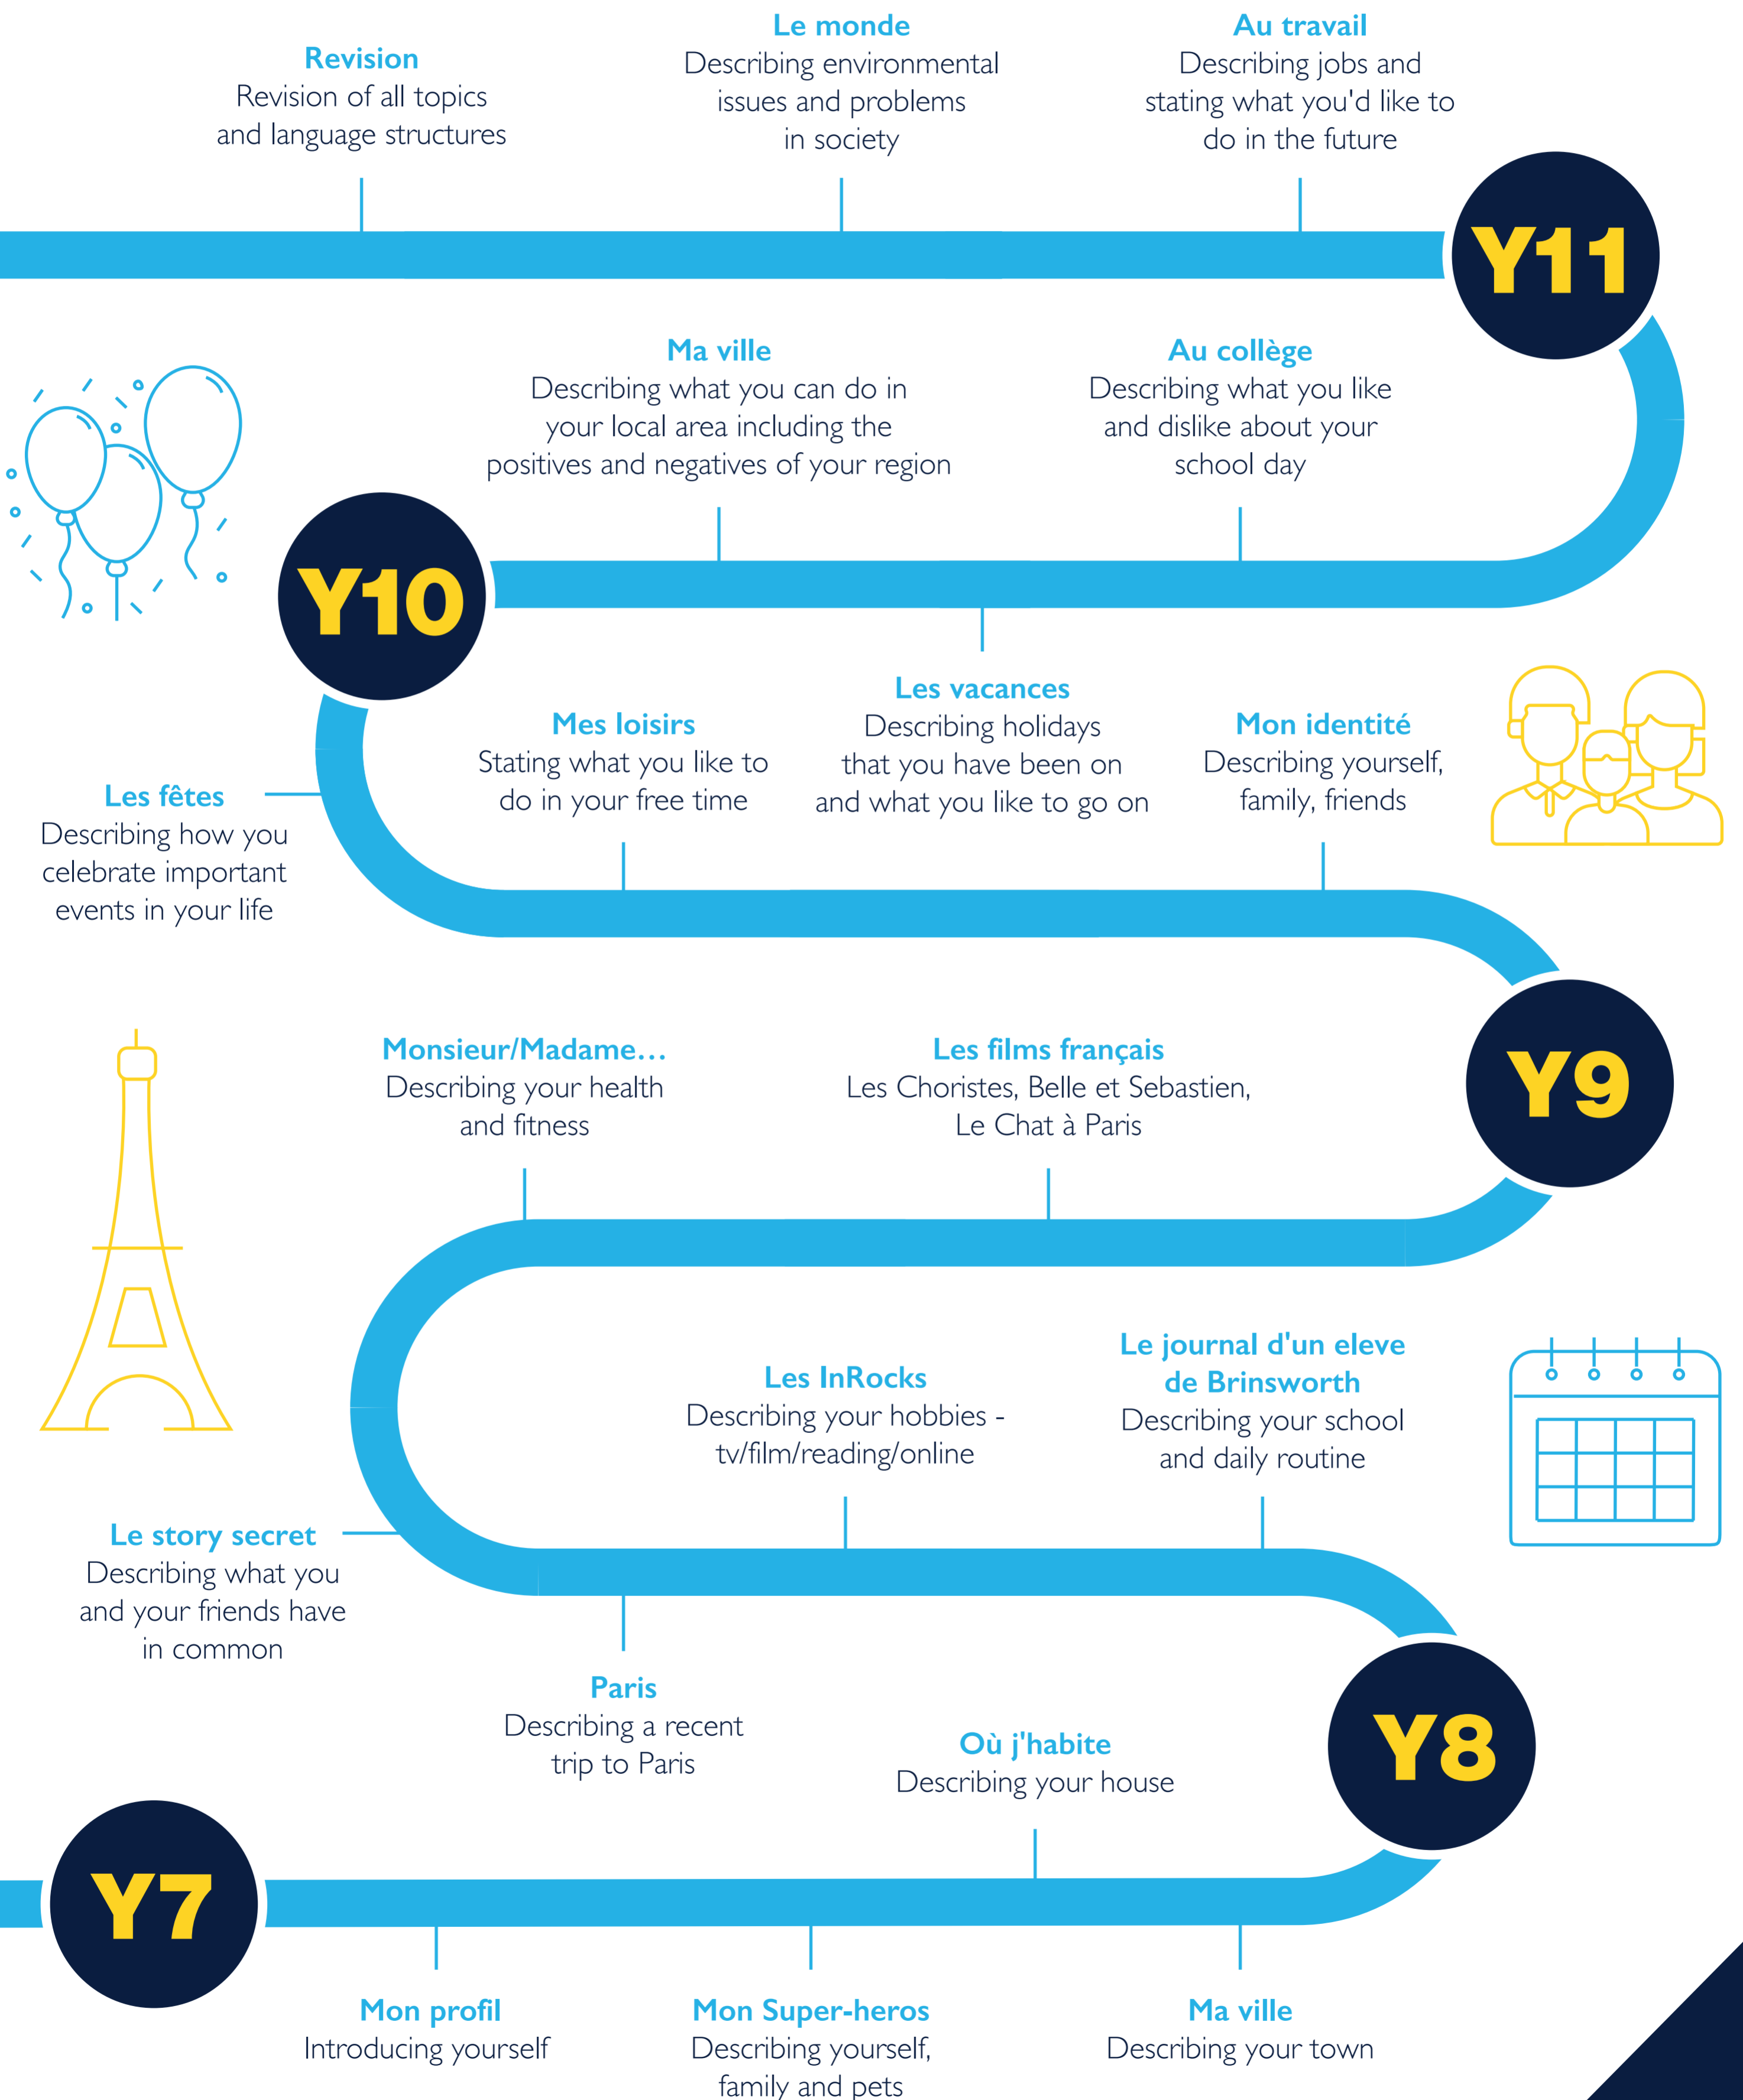 Revision
Revision of all topics
and language structures
Le monde
Describing environmental
issues and problems
in society
Au travail
Describing jobs and
stating what you'd like to
do in the future
Y11
Ma ville
Describing what you can do in
your local area including the
positives and negatives of your region
Au collège
Describing what you like
and dislike about your
school day
Y10
Les vacances
Describing holidays
that you have been on
and what you like to go on
Les fêtes
Describing how you
celebrate important
events in your life
Mes loisirs
Stating what you like to
do in your free time
Mon identité
Describing yourself,
family, friends
Y9
Monsieur/Madame...
Describing your health
and fitness
Les films français
Les Choristes, Belle et Sebastien,
Le Chat à Paris
Le story secret
Describing what you
and your friends have
in common
Les InRocks
Describing your hobbies -
tv/film/reading/online
Le journal d'un eleve
de Brinsworth
Describing your school
and daily routine
Paris
Describing a recent
trip to Paris
Y8
Où j'habite
Describing your house
Y7
Mon profil
Introducing yourself
Mon Super-heros
Describing yourself,
family and pets
Ma ville
Describing your town